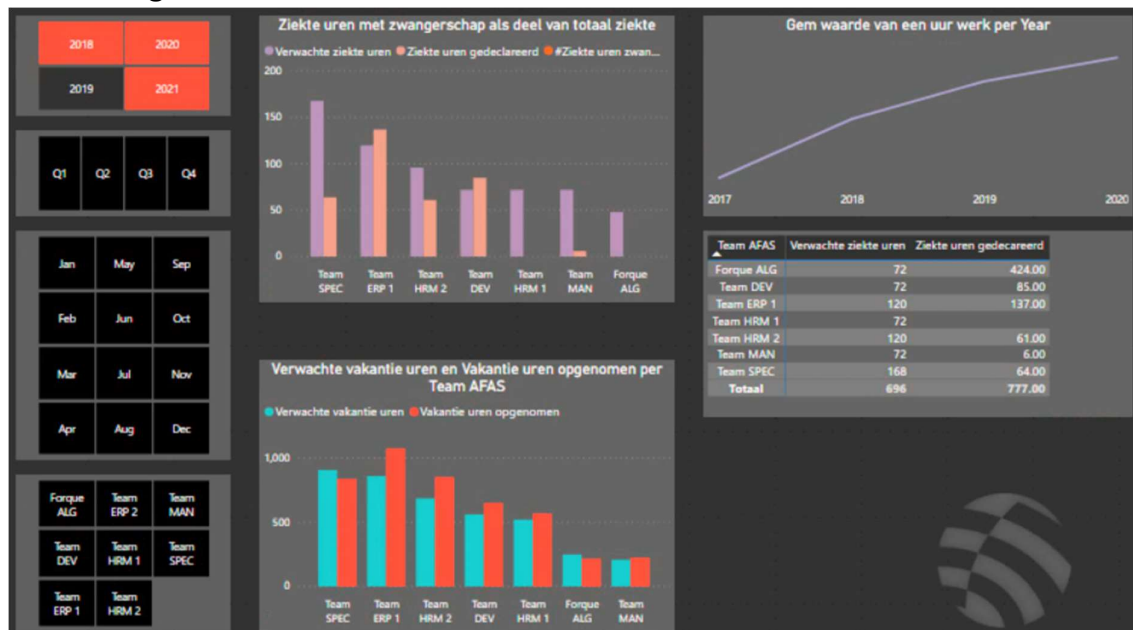 2018 2020
2019 2021
Q1 Q2 Q3 Q4
Jan May Sep
Feb Jun Oct
Mar Jul Nov
Apr Aug Dec
Forque ALG Team ERP 2 Team MAN
Team DEV Team HRM 1 Team SPEC
Team ERP 1 Team HRM 2
Ziekte uren met zwangerschap als deel van totaal ziekte
Verwachte ziekte uren Ziekte uren gedeclareerd #Ziekte uren zwan...
200
150
100
50
0
Team SPEC Team ERP 1 Team HRM 2 Team DEV Team HRM 1 Team MAN Forque ALG
Verwachte vakantie uren en Vakantie uren opgenomen per
Team AFAS
Verwachte vakantie uren Vakantie uren opgenomen
1,000
500
0
Team SPEC Team ERP 1 Team HRM 2 Team DEV Team HRM 1 Forque ALG Team MAN
Gem waarde van een uur werk per Year
2017 2018 2019 2020
Team AFAS Verwachte ziekte uren Ziekte uren gedecareerd
Forque ALG 72 424.00
Team DEV 72 85.00
Team ERP 1 120 137.00
Team HRM 1 72
Team HRM 2 120 61.00
Team MAN 72 6.00
Team SPEC 168 64.00
Totaal 696 777.00